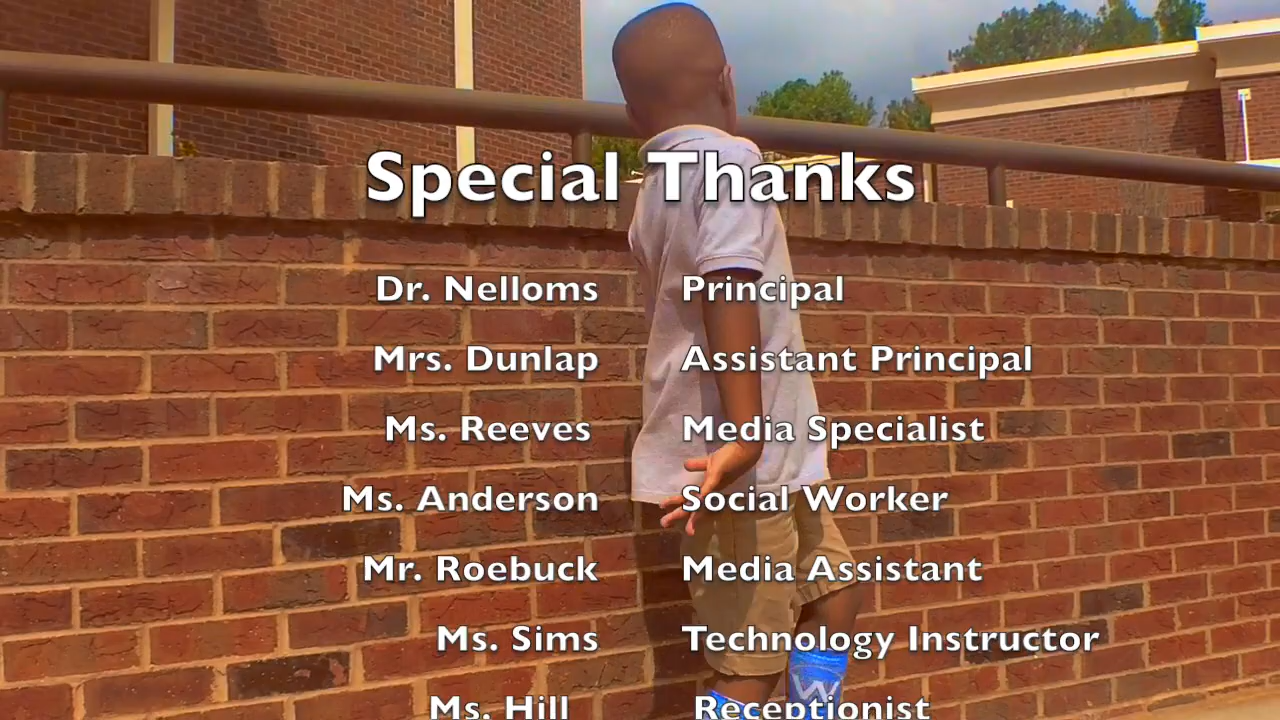 Special Thanks
Dr. Nelloms Principal
Mrs. Dunlap Assistant Principal
Ms. Reeves Media Specialist
Ms. Anderson Social Worker
Mr. Roebuck Media Assistant
Ms. Sims Technology Instructor
Ms. Hill Receptionist